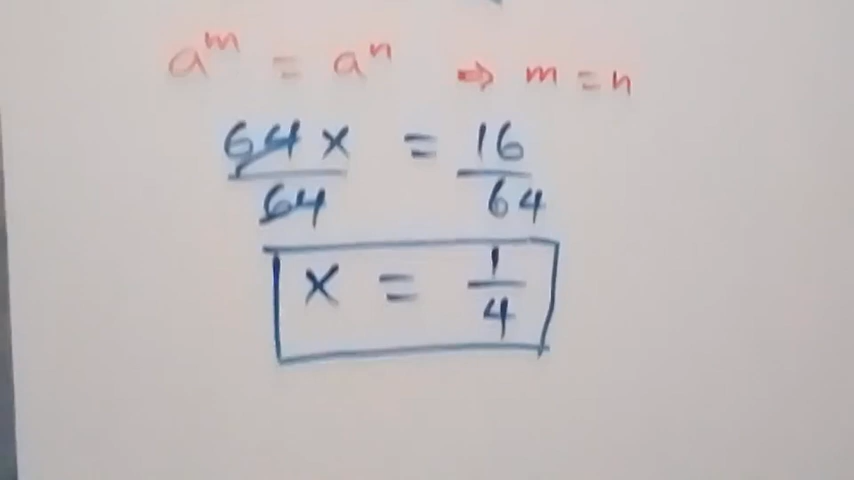 a^m = a^n ⇒ m = n
64x/64 = 16/64
x = 1/4